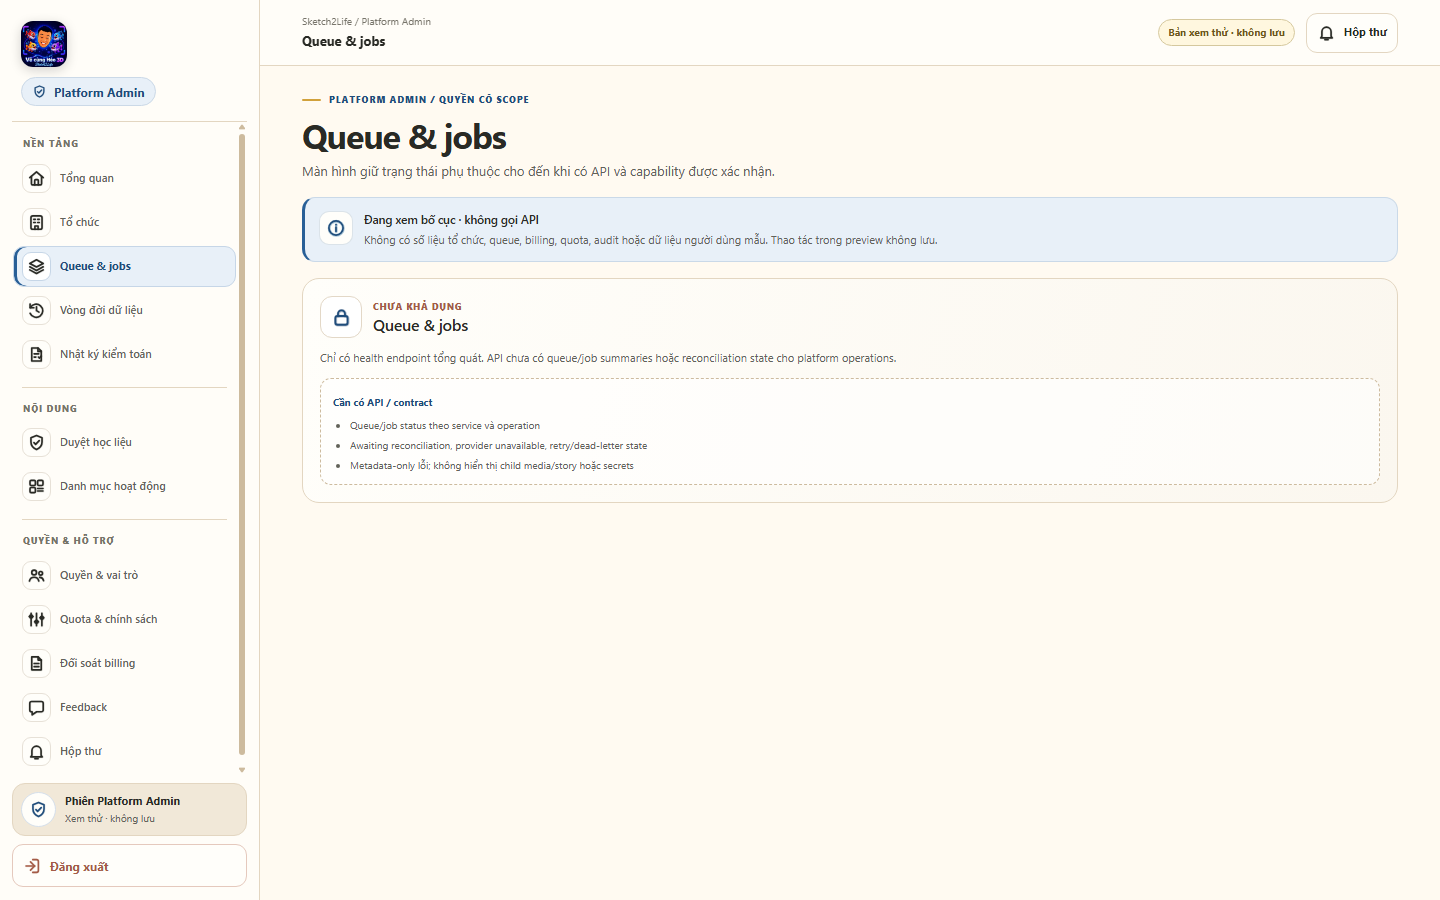 Vẽ cùng Héo 3D
Platform Admin
NỀN TẢNG
Tổng quan
Tổ chức
Queue & jobs
Vòng đời dữ liệu
Nhật ký kiểm toán
NỘI DUNG
Duyệt học liệu
Danh mục hoạt động
QUYỀN & HỖ TRỢ
Quyền & vai trò
Quota & chính sách
Đối soát billing
Feedback
Hộp thư
Phiên Platform Admin
Xem thử · không lưu
Đăng xuất
Sketch2Life / Platform Admin
Queue & jobs
Bản xem thử · không lưu
Hộp thư
PLATFORM ADMIN / QUYỀN CÓ SCOPE
Queue & jobs
Màn hình giữ trạng thái phụ thuộc cho đến khi có API và capability được xác nhận.
Đang xem bố cục · không gọi API
Không có số liệu tổ chức, queue, billing, quota, audit hoặc dữ liệu người dùng mẫu. Thao tác trong preview không lưu.
CHƯA KHẢ DỤNG
Queue & jobs
Chỉ có health endpoint tổng quát. API chưa có queue/job summaries hoặc reconciliation state cho platform operations.
Cần có API / contract
Queue/job status theo service và operation
Awaiting reconciliation, provider unavailable, retry/dead-letter state
Metadata-only lỗi; không hiển thị child media/story hoặc secrets